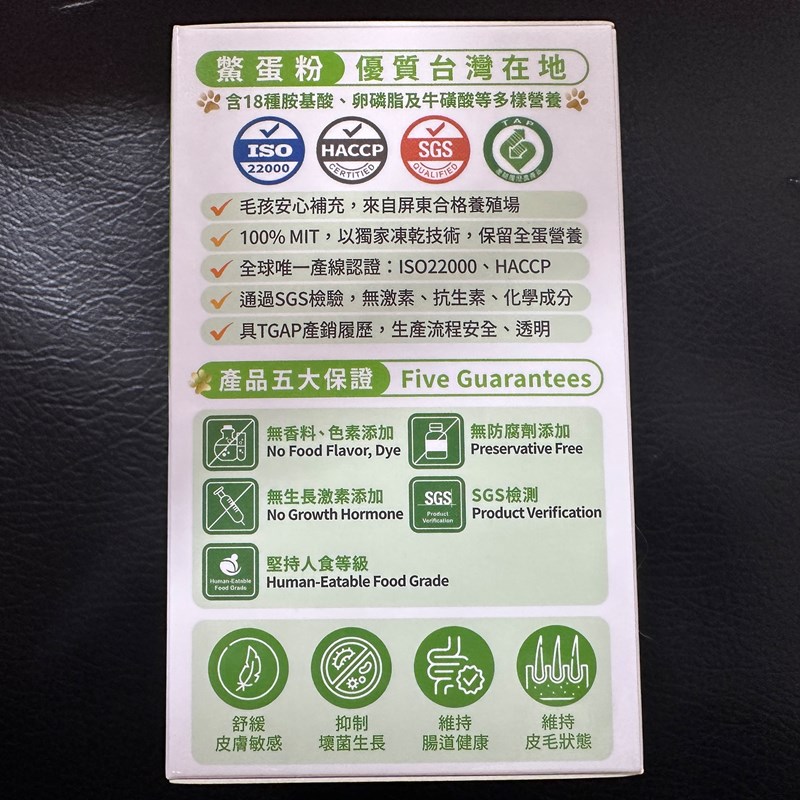 鱉蛋粉 優質台灣在地
含18種胺基酸、卵磷脂及牛磺酸等多樣營養
ISO
22000
HACCP
CERTITIED
SGS
QUALIFIED
TAP
產銷履歷農產品
毛孩安心補充，來自屏東合格養殖場
100% MIT，以獨家凍乾技術，保留全蛋營養
全球唯一產線認證：ISO22000、HACCP
通過SGS檢驗，無激素、抗生素、化學成分
具TGAP產銷履歷，生產流程安全、透明
產品五大保證 Five Guarantees
無香料、色素添加
No Food Flavor, Dye
無防腐劑添加
Preservative Free
無生長激素添加
No Growth Hormone
SGS
Product
Verification
SGS檢測
Product Verification
Human-Eatable
Food Grade
堅持人食等級
Human-Eatable Food Grade
舒緩
皮膚敏感
抑制
壞菌生長
維持
腸道健康
維持
皮毛狀態